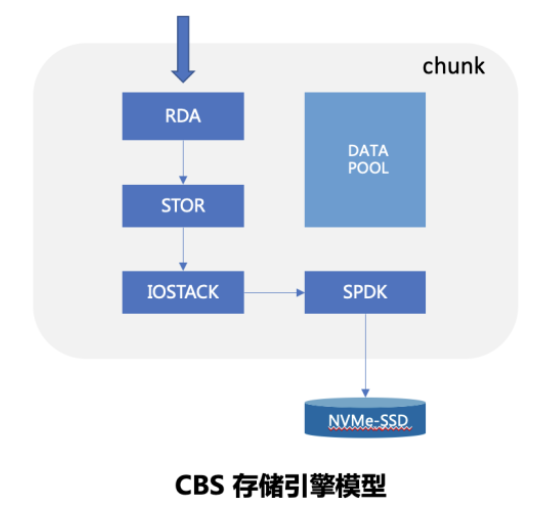 chunk
RDA
DATA
POOL
STOR
IOSTACK
SPDK
NVMe-SSD
CBS 存储引擎模型